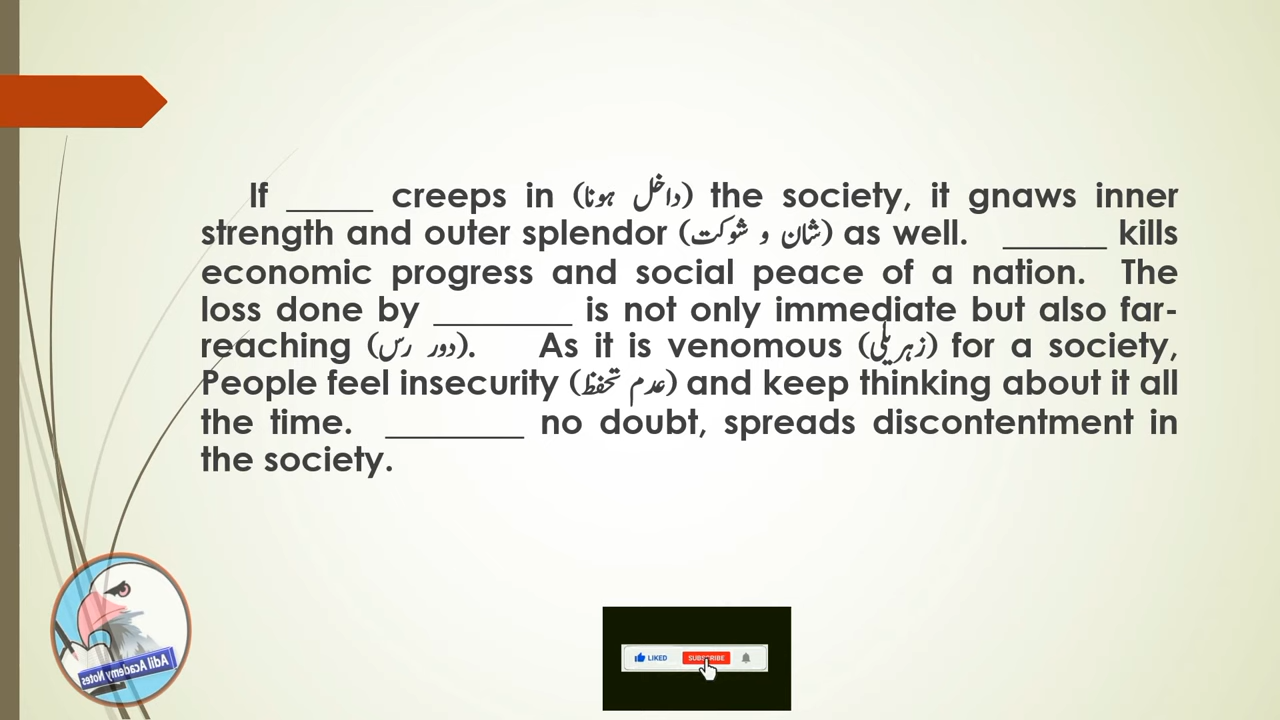 If _____ creeps in (داخل ہونا) the society, it gnaws inner
strength and outer splendor (شان و شوکت) as well. ______ kills
economic progress and social peace of a nation. The
loss done by ________ is not only immediate but also far-
reaching (دور رس). As it is venomous (زہریلی) for a society,
People feel insecurity (عدم تحفظ) and keep thinking about it all
the time. ________ no doubt, spreads discontentment in
the society.
Adil Academy Notes
LIKED SUBSCRIBE